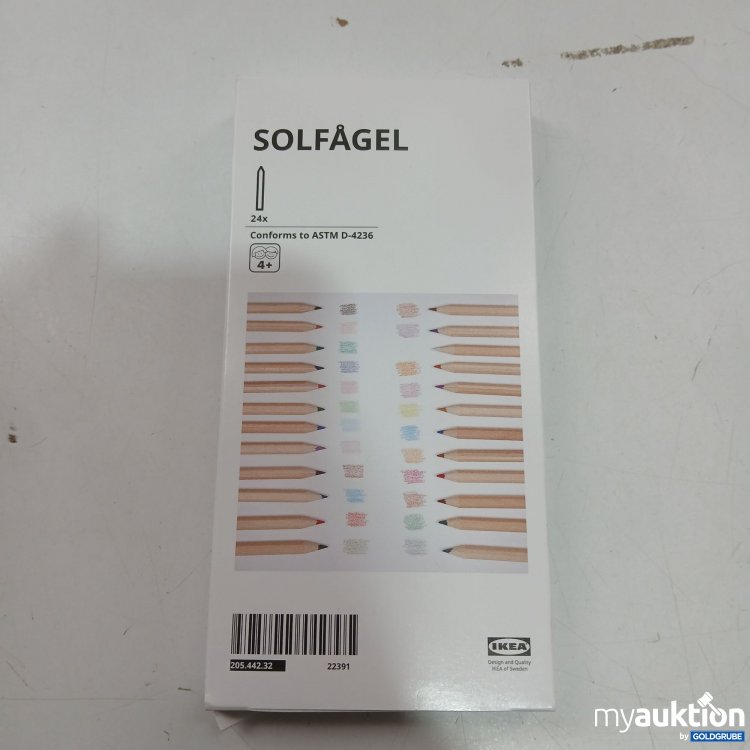 SOLFÅGEL
24x
Conforms to ASTM D-4236
4+
205.442.32 22391
IKEA
Design and Quality
IKEA of Sweden
myauktion
by GOLDGRUBE